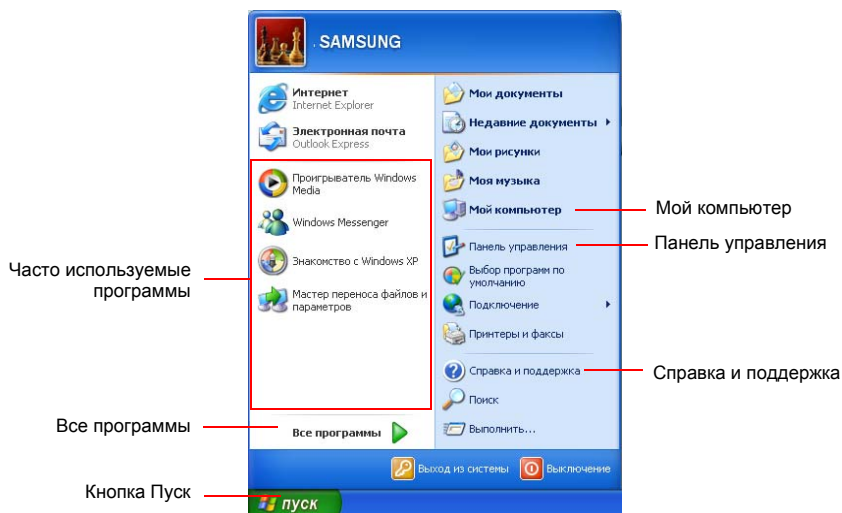 SAMSUNG
Интернет
Internet Explorer
Электронная почта
Outlook Express
Проигрыватель Windows
Media
Windows Messenger
Знакомство с Windows XP
Мастер переноса файлов и
параметров
Все программы
Мои документы
Недавние документы
Мои рисунки
Моя музыка
Мой компьютер
Панель управления
Выбор программ по
умолчанию
Подключение
Принтеры и факсы
Справка и поддержка
Поиск
Выполнить...
Выход из системы
Выключение
пуск
Часто используемые
программы
Все программы
Кнопка Пуск
Мой компьютер
Панель управления
Справка и поддержка